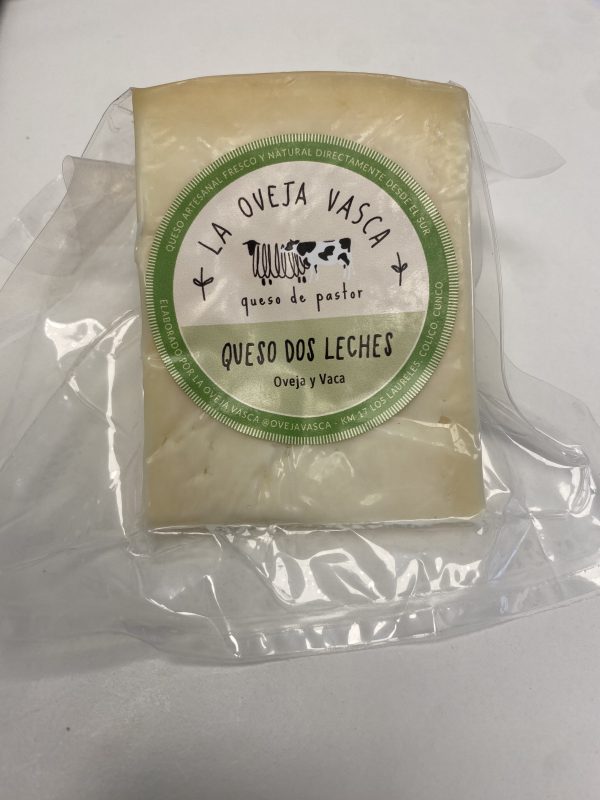 QUESO ARTESANAL FRESCO Y NATURAL DIRECTAMENTE DESDE EL SUR
LA OVEJA VASCA
queso de pastor
QUESO DOS LECHES
Oveja y Vaca
ELABORADO POR LA OVEJA VASCA @OVEJAVASCA - KM 17 LOS LAURELES, COLICO, CUNCO